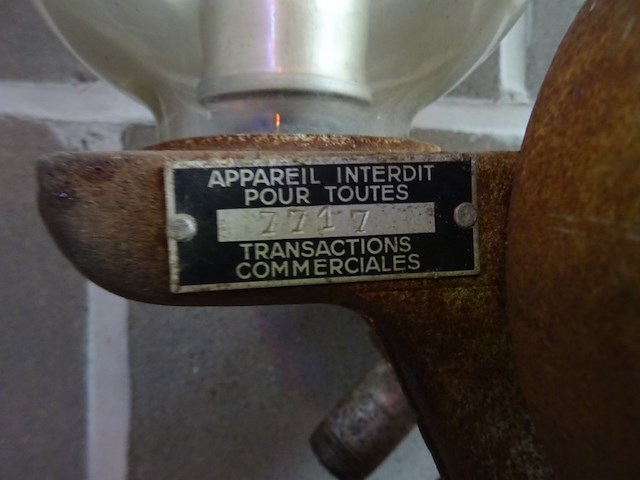 APPAREIL INTERDIT
POUR TOUTES
7717
TRANSACTIONS
COMMERCIALES